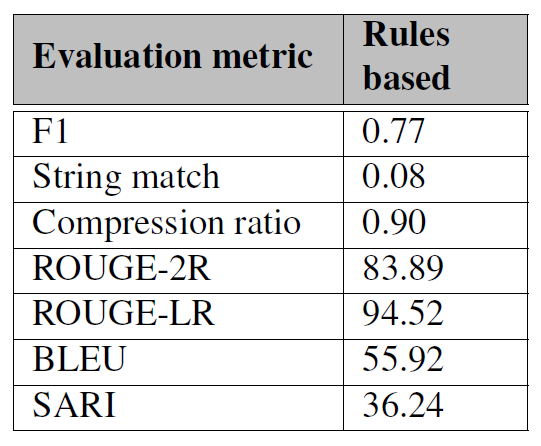 Evaluation metric Rules based
F1 0.77
String match 0.08
Compression ratio 0.90
ROUGE-2R 83.89
ROUGE-LR 94.52
BLEU 55.92
SARI 36.24